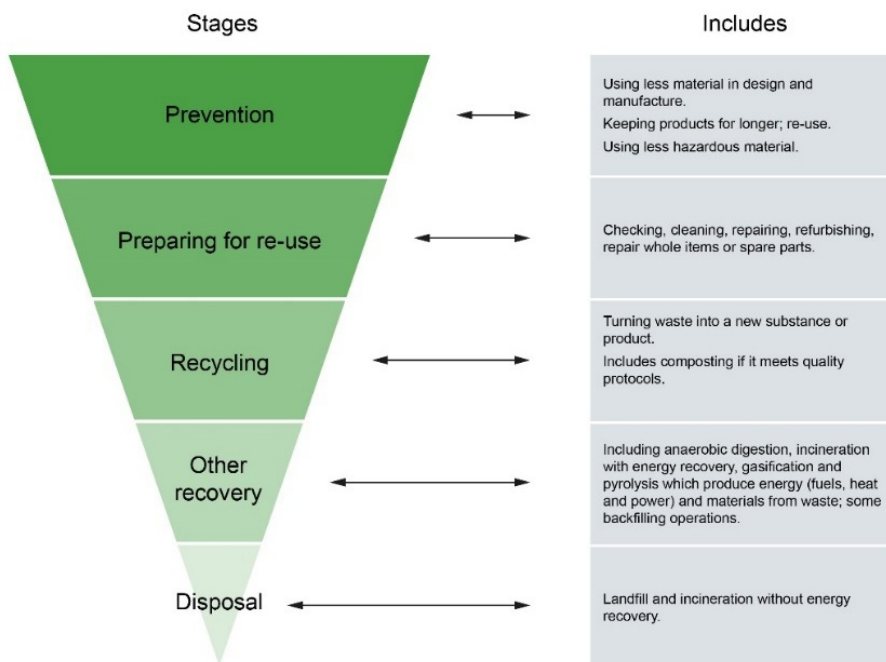 Stages
Includes
Prevention
Using less material in design and
manufacture.
Keeping products for longer; re-use.
Using less hazardous material.
Preparing for re-use
Checking, cleaning, repairing, refurbishing,
repair whole items or spare parts.
Recycling
Turning waste into a new substance or
product.
Includes composting if it meets quality
protocols.
Other
recovery
Including anaerobic digestion, incineration
with energy recovery, gasification and
pyrolysis which produce energy (fuels, heat
and power) and materials from waste; some
backfilling operations.
Disposal
Landfill and incineration without energy
recovery.